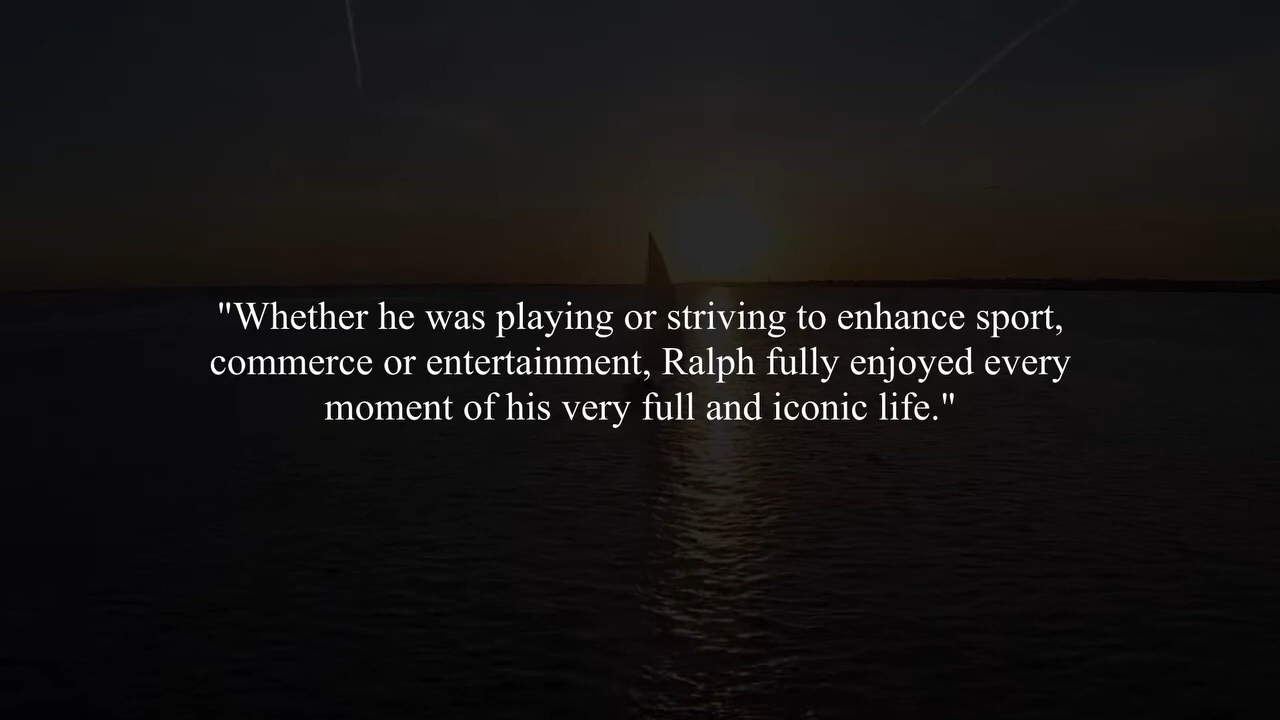 "Whether he was playing or striving to enhance sport,
commerce or entertainment, Ralph fully enjoyed every
moment of his very full and iconic life."